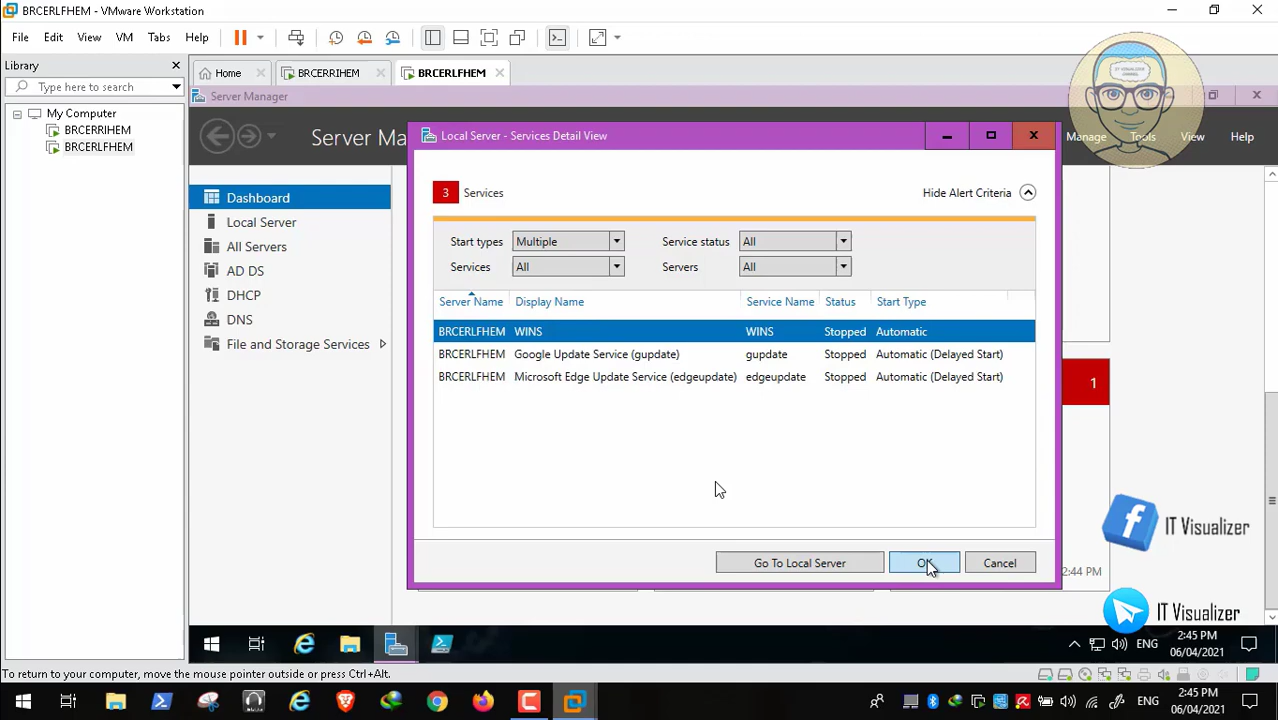 BRCERLFHEM - VMware Workstation
File Edit View VM Tabs Help
Library
Type here to search
My Computer
BRCERRIHEM
BRCERLFHEM
Home BRCERRIHEM BRCERLFHEM
IT VISUALIZER
CHANNEL
Server Manager
Server Ma
Manage Tools View Help
Dashboard
Local Server
All Servers
AD DS
DHCP
DNS
File and Storage Services
Local Server - Services Detail View
3 Services Hide Alert Criteria
Start types Multiple Service status All
Services All Servers All
Server Name Display Name Service Name Status Start Type
BRCERLFHEM WINS WINS Stopped Automatic
BRCERLFHEM Google Update Service (gupdate) gupdate Stopped Automatic (Delayed Start)
BRCERLFHEM Microsoft Edge Update Service (edgeupdate) edgeupdate Stopped Automatic (Delayed Start)
1
Go To Local Server OK Cancel
2:44 PM
IT Visualizer
IT Visualizer
ENG 2:45 PM
06/04/2021
To return to your computer, move the mouse pointer outside or press Ctrl+Alt.
ENG 2:45 PM
06/04/2021